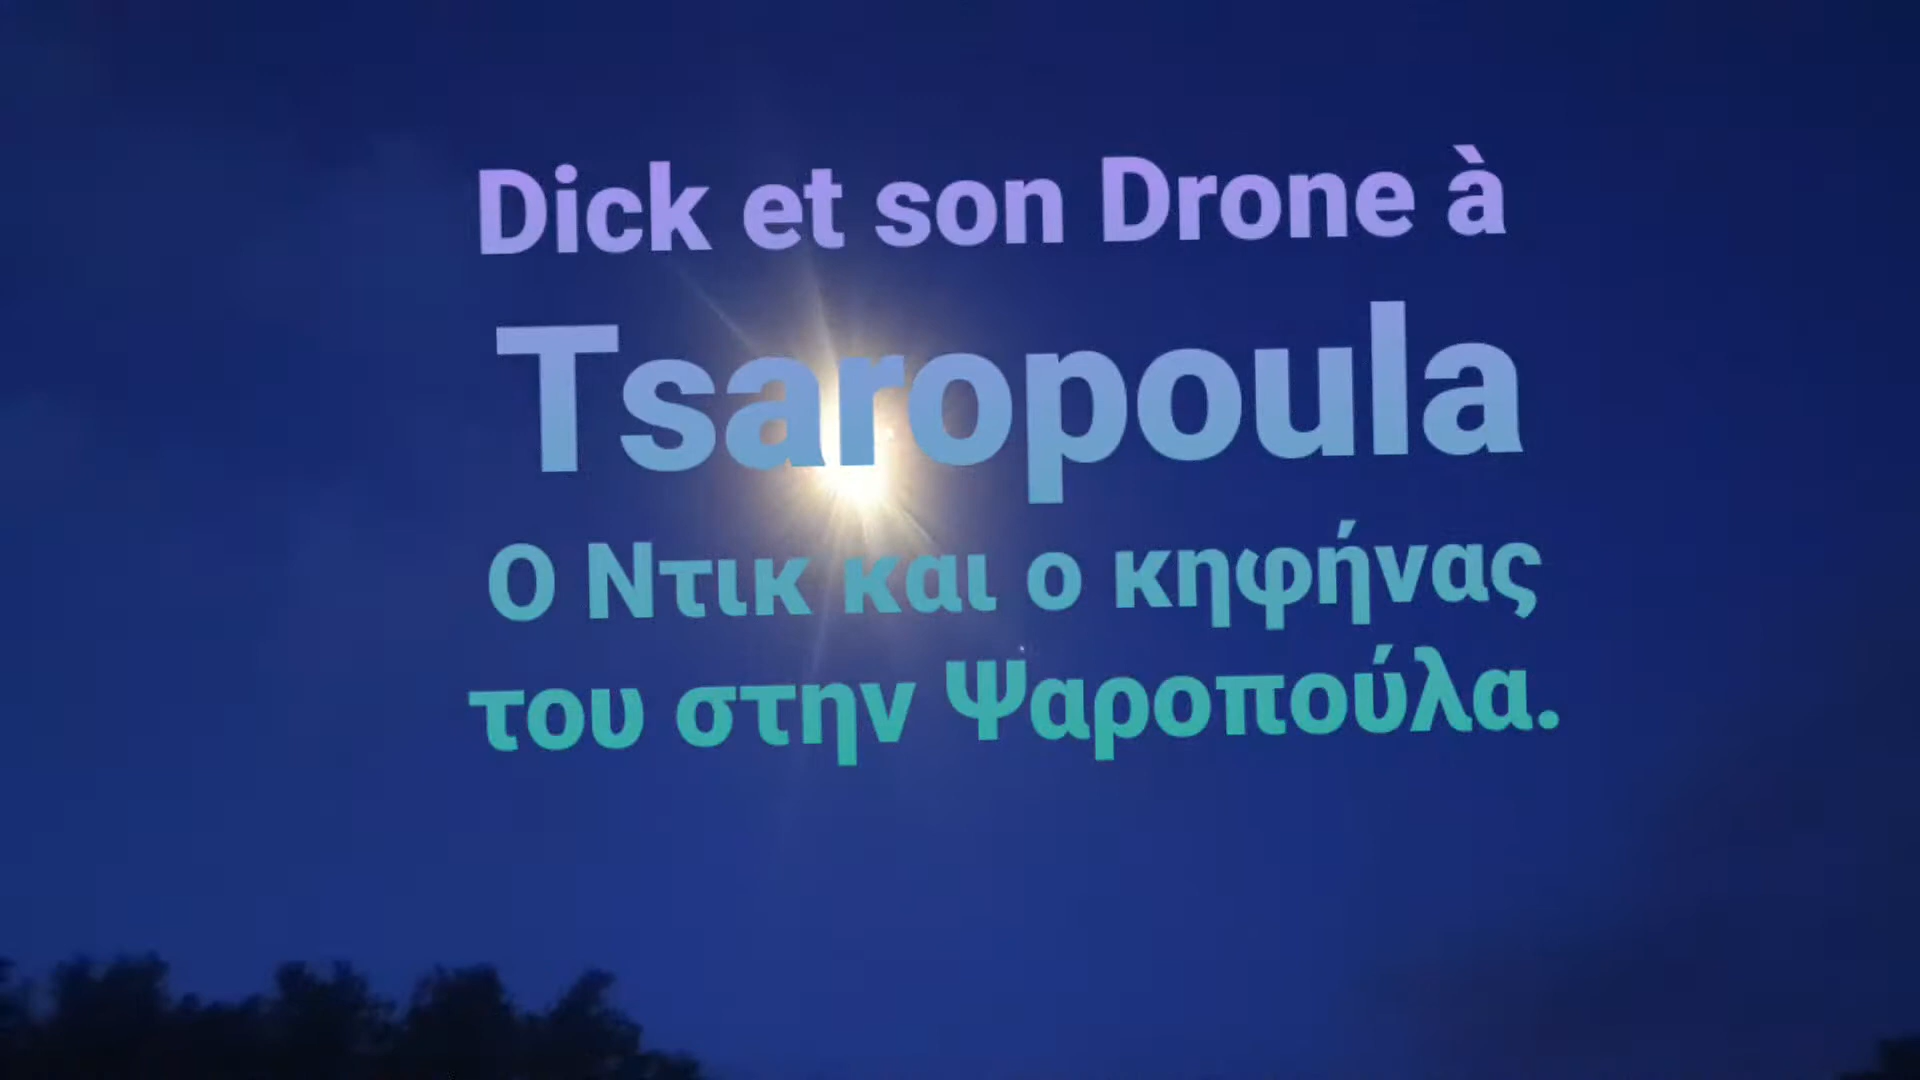 Dick et son Drone à
Tsaropoula
Ο Ντικ και ο κηφήνας
του στην Ψαροπούλα.